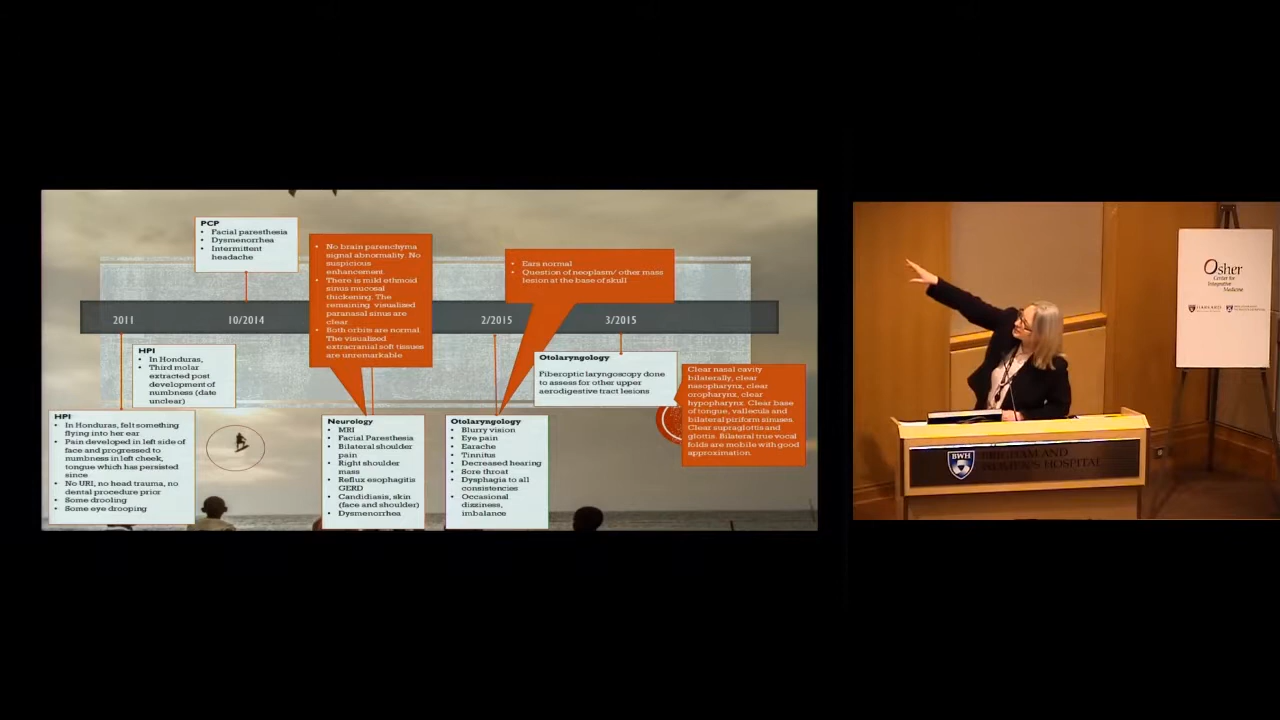 PCP
• Facial paresthesia
• Dysmenorrhea
• Intermittent
headache
• No brain parenchyma
signal abnormality. No
suspicious
enhancement.
• There is mild ethmoid
sinus mucosal
thickening. The
remaining visualized
paranasal sinus are
clear
• Both orbits are normal.
The visualized
extracranial soft tissues
are unremarkable
• Ears normal
• Question of neoplasm/ other mass
lesion at the base of skull
2011
10/2014
2/2015
3/2015
HPI
• In Honduras,
• Third molar
extracted post
development of
numbness (date
unclear)
HPI
• In Honduras, felt something
flying into her ear.
• Pain developed in left side of
face and progressed to
numbness in left cheek,
tongue which has persisted
since
• No URI, no head trauma, no
dental procedure prior
• Some drooling
• Some eye drooping
Neurology
• MRI
• Facial Paresthesia
• Bilateral shoulder
pain
• Right shoulder
mass
• Reflux esophagitis
GERD
• Candidiasis, skin
(face and shoulder)
• Dysmenorrhea
Otolaryngology
• Blurry vision
• Eye pain
• Earache
• Tinnitus
• Decreased hearing
• Sore throat
• Dysphagia to all
consistencies
• Occasional
dizziness,
imbalance
Otolaryngology
Fiberoptic laryngoscopy done
to assess for other upper
aerodigestive tract lesions
Clear nasal cavity
bilaterally, clear
nasopharynx, clear
oropharynx, clear
hypopharynx. Clear base
of tongue, vallecula and
bilateral piriform sinuses.
Clear supraglottis and
glottis. Bilateral true vocal
folds are mobile with good
approximation.
Osher
Center for
Integrative
Medicine
HARVARD
BWH
BRIGHAM AND
WOMEN'S HOSPITAL